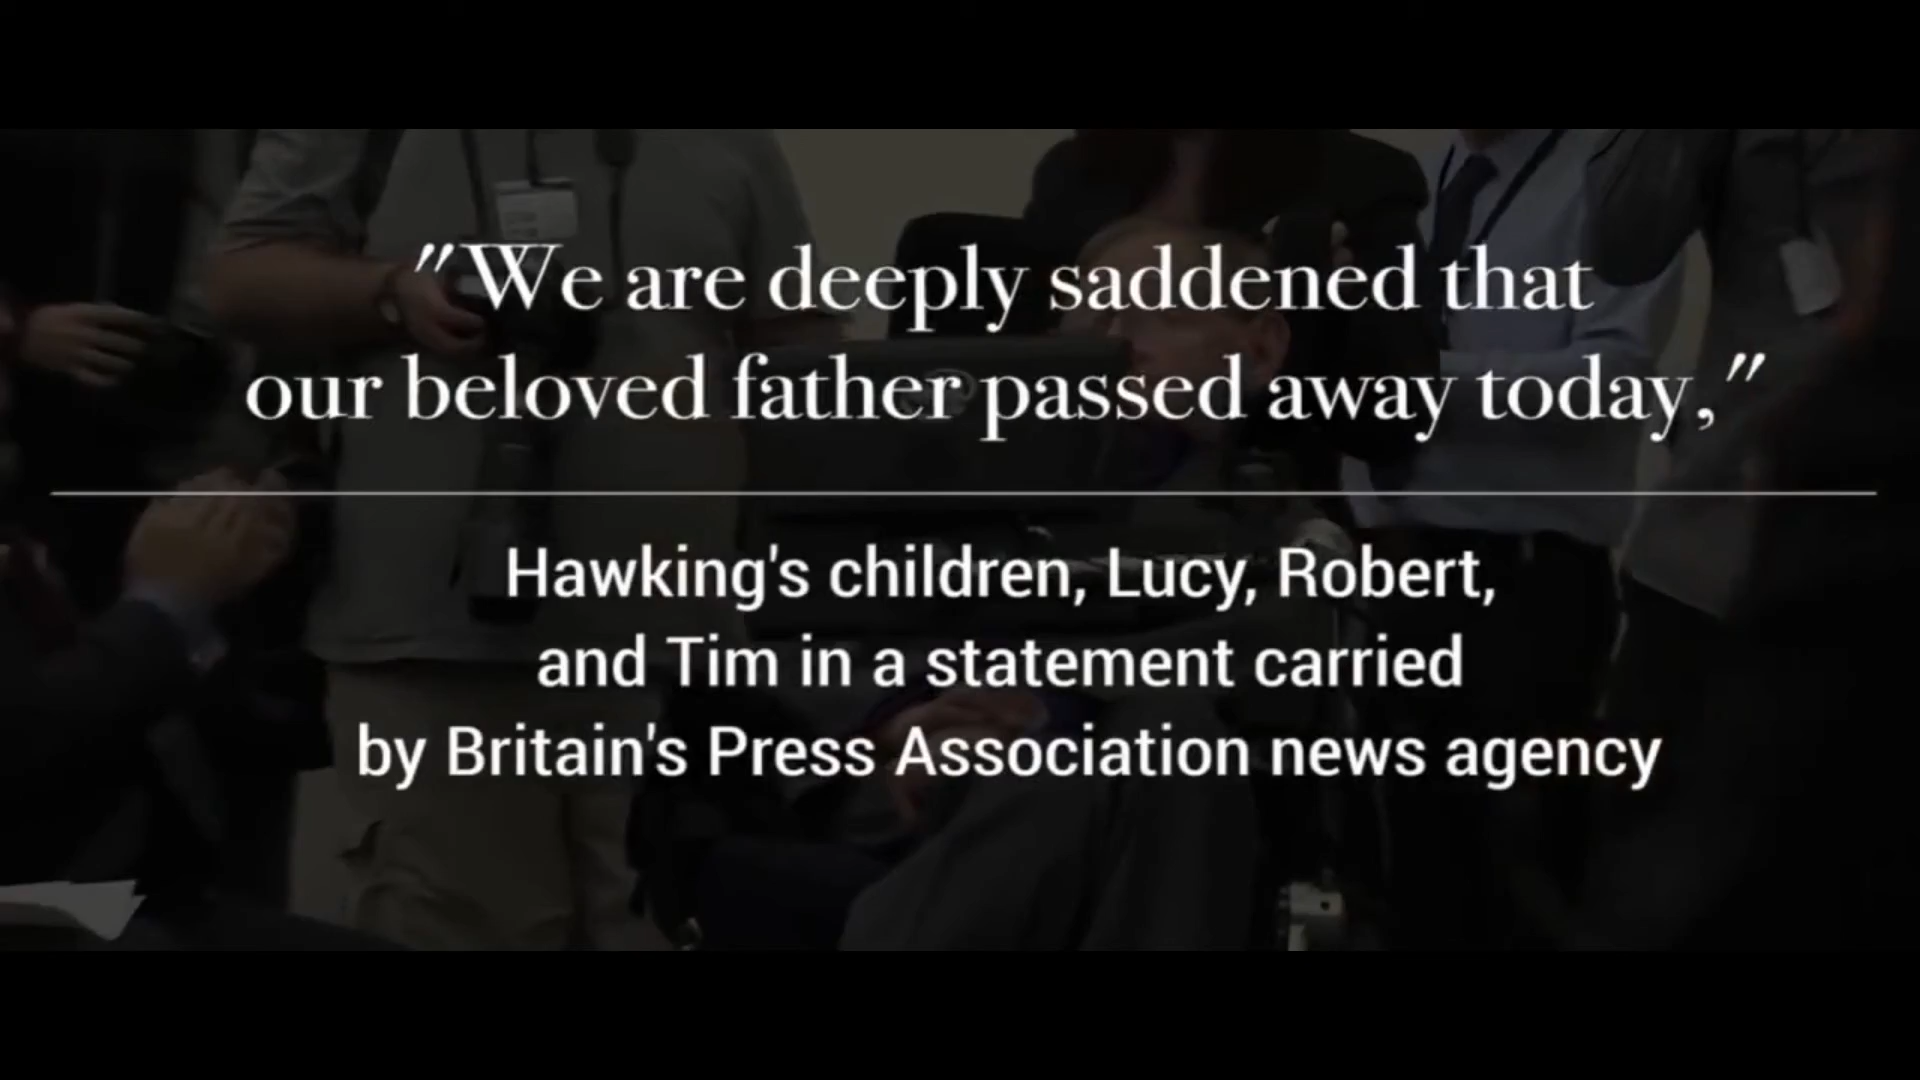 "We are deeply saddened that
our beloved father passed away today,"
Hawking's children, Lucy, Robert,
and Tim in a statement carried
by Britain's Press Association news agency